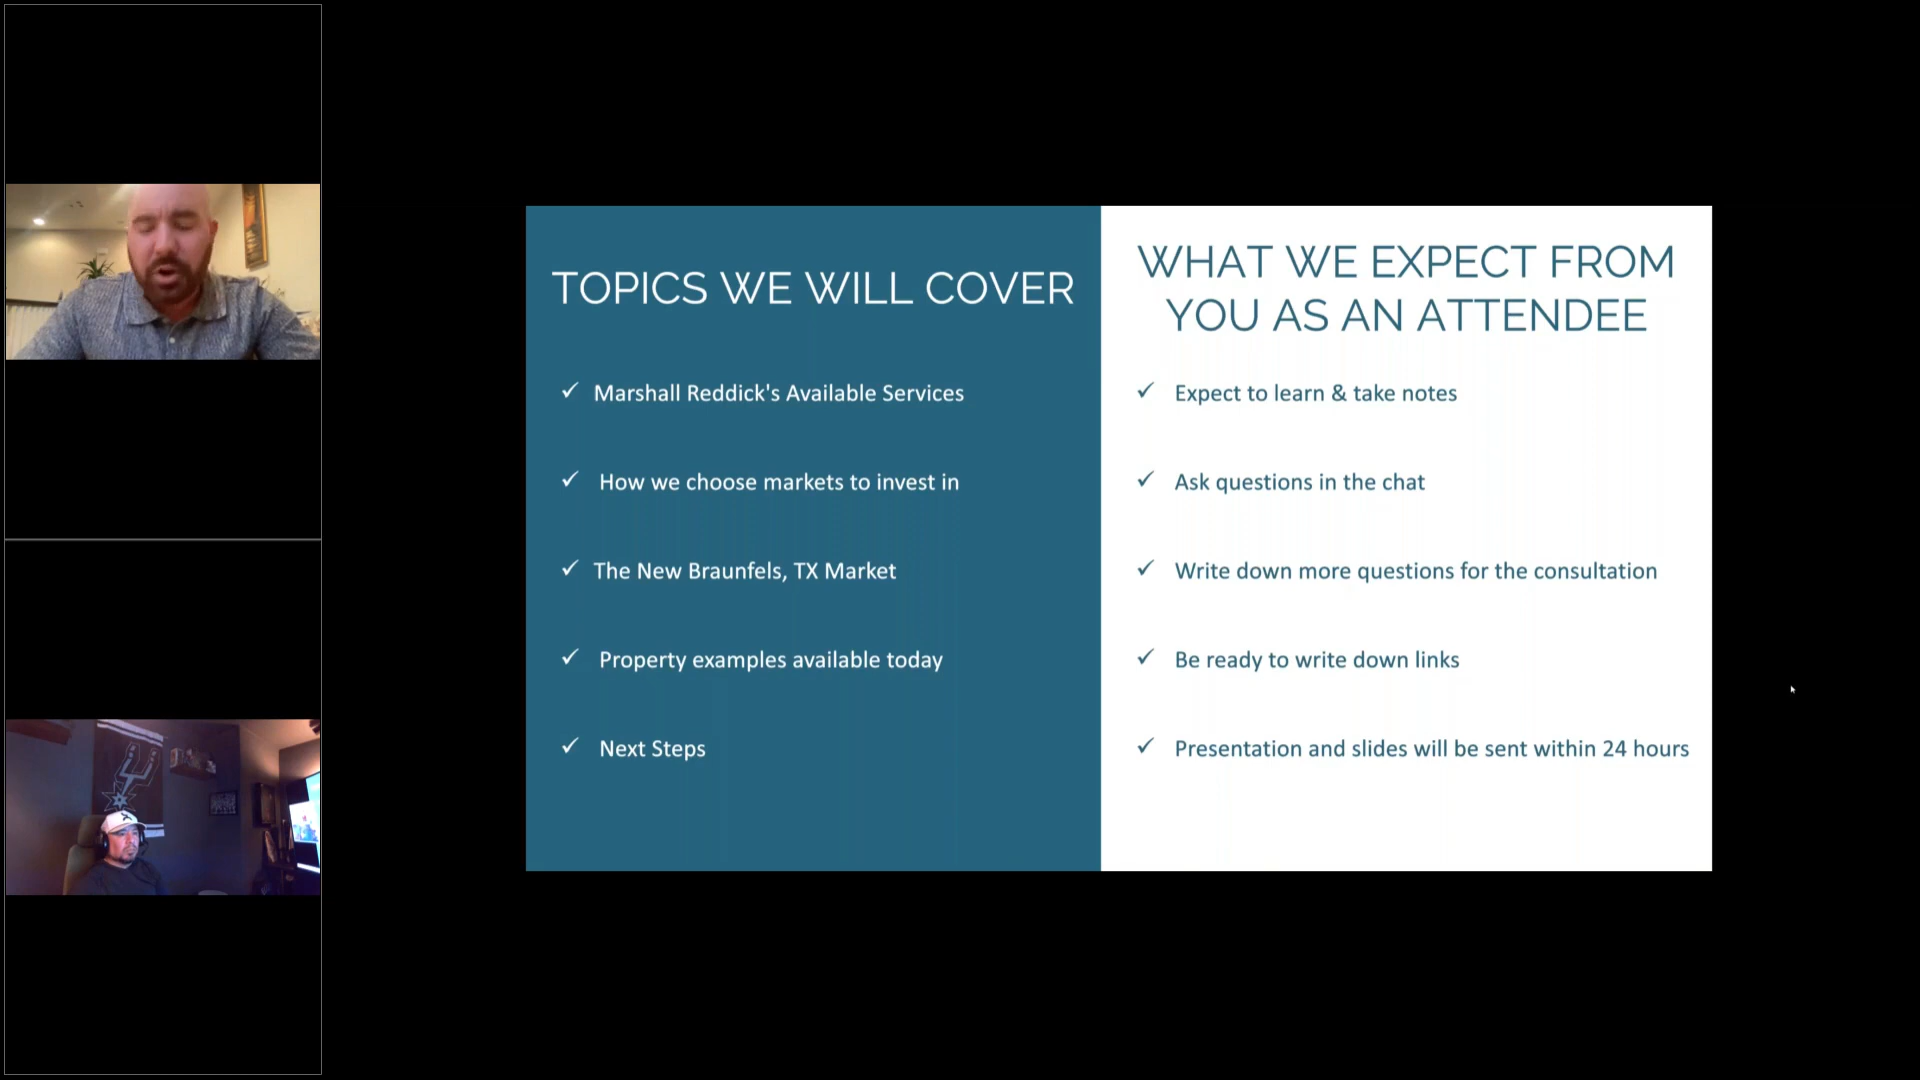 TOPICS WE WILL COVER
✓ Marshall Reddick's Available Services
✓ How we choose markets to invest in
✓ The New Braunfels, TX Market
✓ Property examples available today
✓ Next Steps
WHAT WE EXPECT FROM
YOU AS AN ATTENDEE
✓ Expect to learn & take notes
✓ Ask questions in the chat
✓ Write down more questions for the consultation
✓ Be ready to write down links
✓ Presentation and slides will be sent within 24 hours